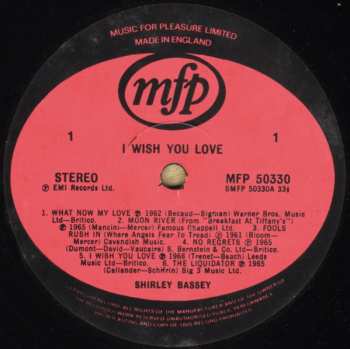 MUSIC FOR PLEASURE LIMITED
MADE IN ENGLAND
mfp
1 1
I WISH YOU LOVE
STEREO MFP 50330
℗ EMI Records Ltd. SMFP 50330A 33⅓
1. WHAT NOW MY LOVE ℗ 1962 (Becaud—Sigman) Warner Bros. Music
Ltd—Britico. 2. MOON RIVER (From "Breakfast At Tiffany's")
℗ 1965 (Mancini—Mercer) Famous Chappell Ltd. 3. FOOLS
RUSH IN (Where Angels Fear To Tread) ℗ 1961 (Bloom—
Mercer) Cavendish Music. 4. NO REGRETS ℗ 1965
(Dumont—David—Vaucaire) S. Bernstein & Co. Ltd—Britico
5. I WISH YOU LOVE ℗ 1966 (Trenet—Beach) Leeds
Music Ltd—Britico. 6. THE LIQUIDATOR ℗ 1965
(Callander—Schifrin) Big 3 Music Ltd.
SHIRLEY BASSEY